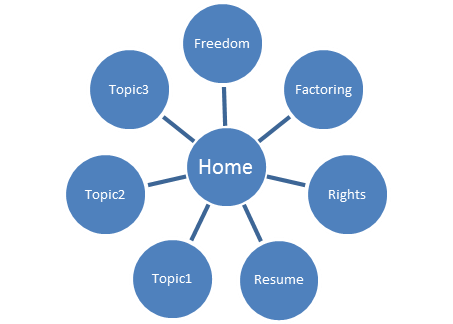 Freedom
Topic3
Factoring
Home
Topic2
Rights
Topic1
Resume